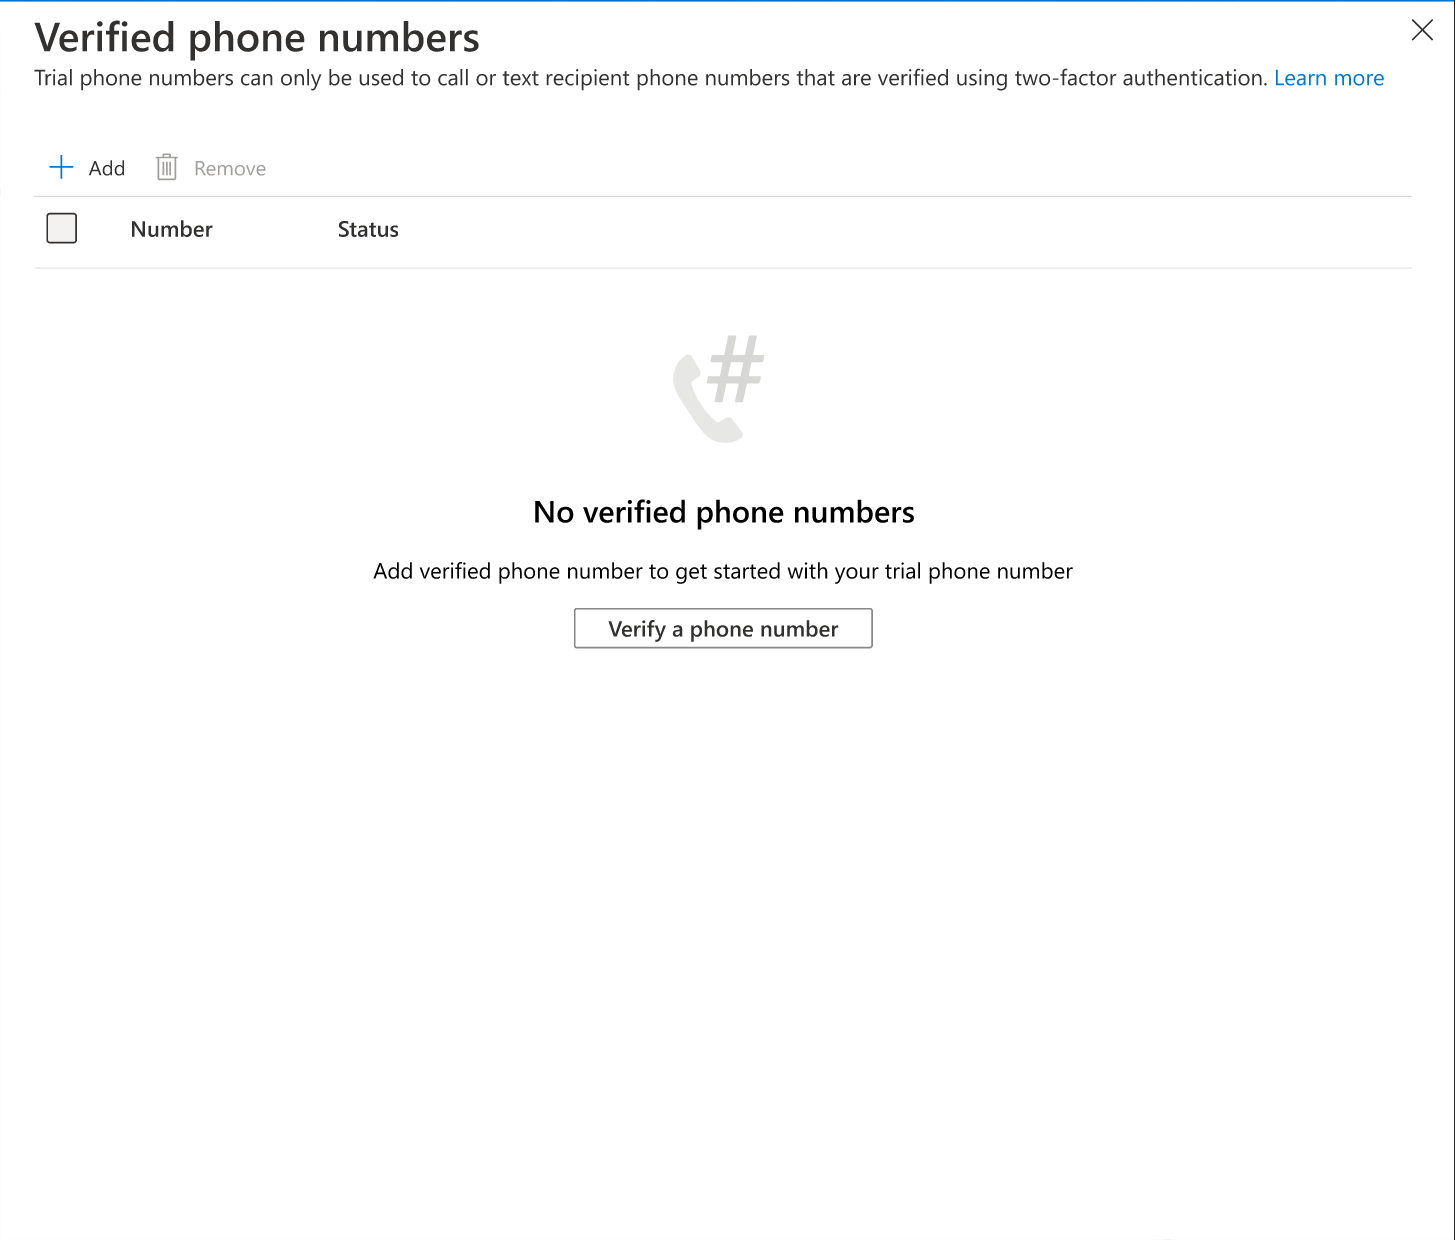 Verified phone numbers
Trial phone numbers can only be used to call or text recipient phone numbers that are verified using two-factor authentication. Learn more
Add Remove
Number Status
#
No verified phone numbers
Add verified phone number to get started with your trial phone number
Verify a phone number